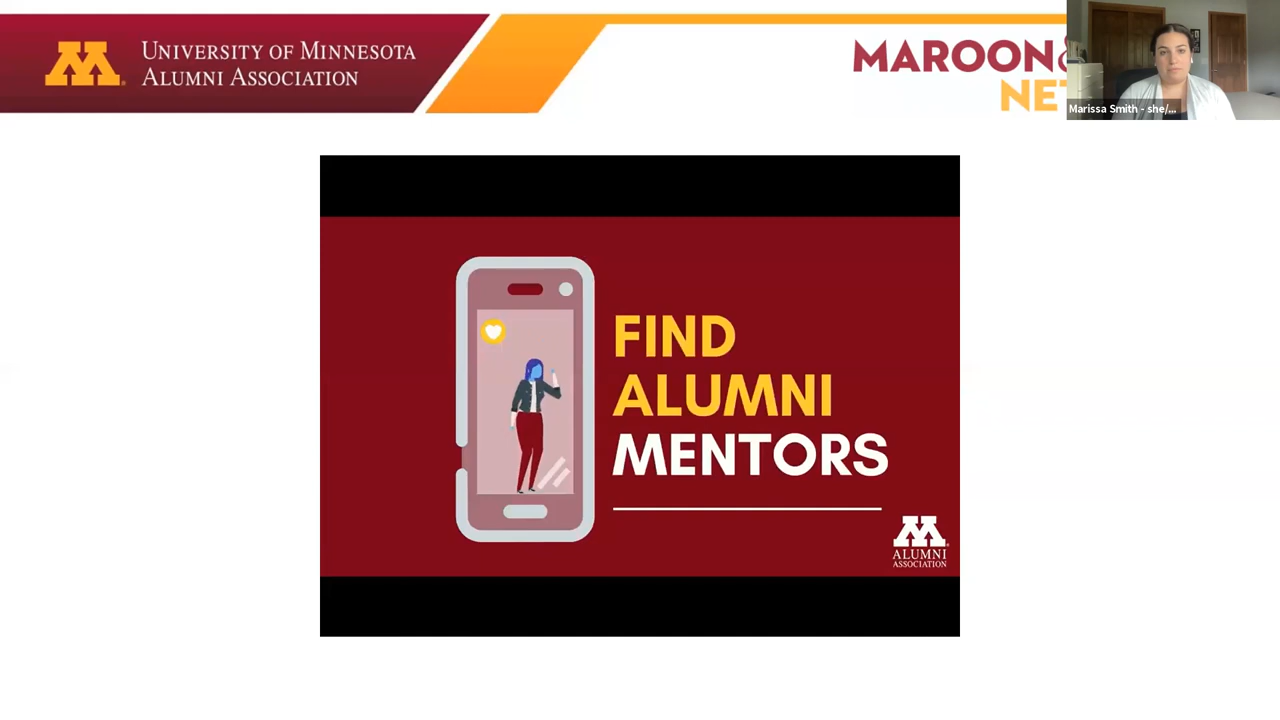 UNIVERSITY OF MINNESOTA
ALUMNI ASSOCIATION
MAROON
NET
Marissa Smith - she/...
FIND
ALUMNI
MENTORS
ALUMNI
ASSOCIATION